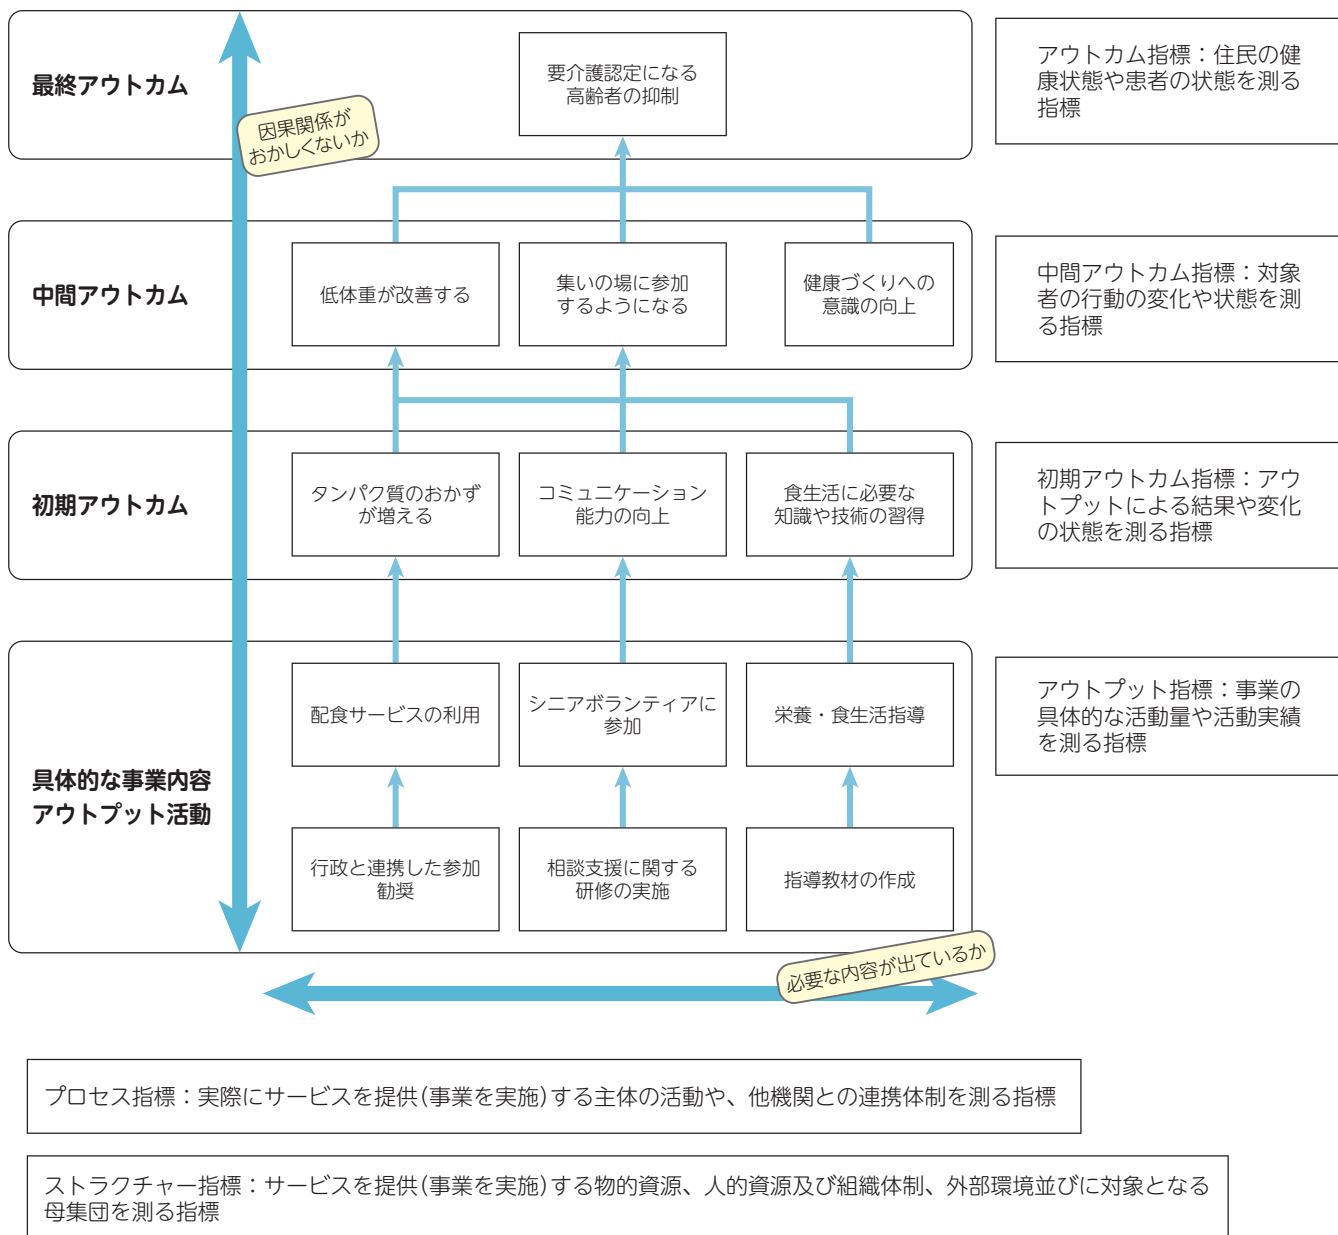 最終アウトカム
要介護認定になる
高齢者の抑制
アウトカム指標：住民の健
康状態や患者の状態を測る
指標
因果関係が
おかしくないか
中間アウトカム
低体重が改善する
集いの場に参加
するようになる
健康づくりへの
意識の向上
中間アウトカム指標：対象
者の行動の変化や状態を測
る指標
初期アウトカム
タンパク質のおかず
が増える
コミュニケーション
能力の向上
食生活に必要な
知識や技術の習得
初期アウトカム指標：アウ
トプットによる結果や変化
の状態を測る指標
具体的な事業内容
アウトプット活動
配食サービスの利用
シニアボランティアに
参加
栄養・食生活指導
アウトプット指標：事業の
具体的な活動量や活動実績
を測る指標
行政と連携した参加
勧奨
相談支援に関する
研修の実施
指導教材の作成
必要な内容が出ているか
プロセス指標：実際にサービスを提供(事業を実施)する主体の活動や、他機関との連携体制を測る指標
ストラクチャー指標：サービスを提供(事業を実施)する物的資源、人的資源及び組織体制、外部環境並びに対象となる
母集団を測る指標